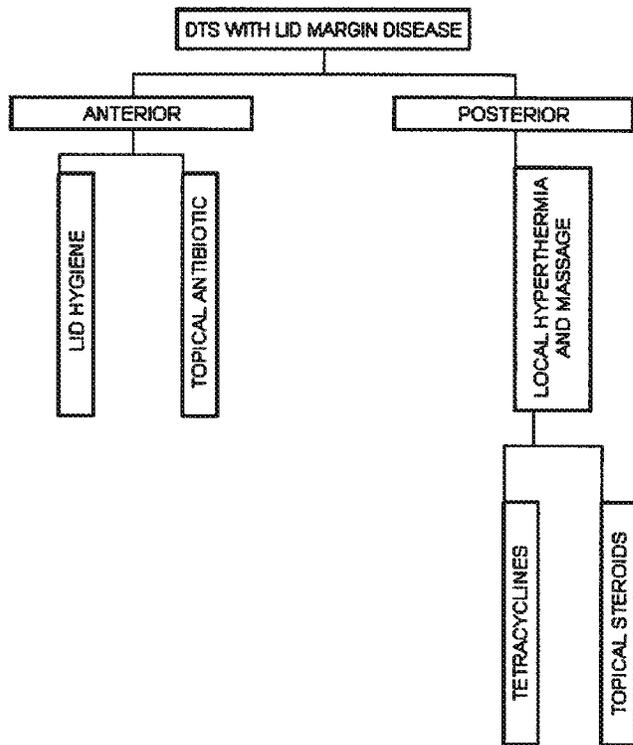 DTS WITH LID MARGIN DISEASE
ANTERIOR
POSTERIOR
LID HYGIENE
TOPICAL ANTIBIOTIC
LOCAL HYPERTHERMIA
AND MASSAGE
TETRACYCLINES
TOPICAL STEROIDS